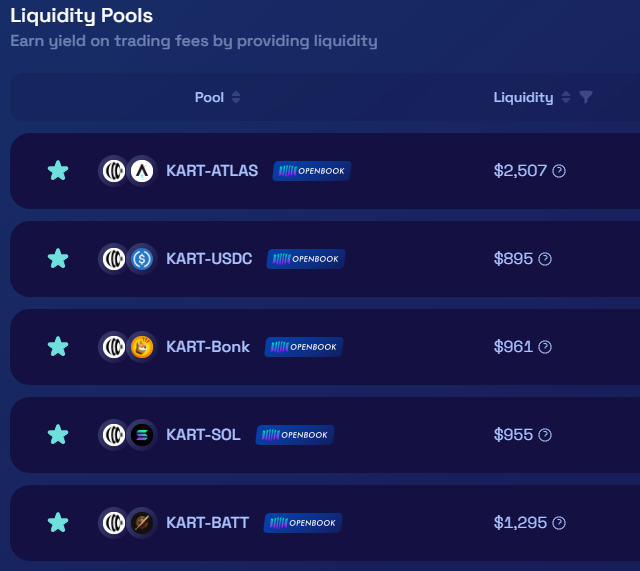 Liquidity Pools
Earn yield on trading fees by providing liquidity
Pool Liquidity
KART-ATLAS OPENBOOK $2,507
KART-USDC OPENBOOK $895
KART-Bonk OPENBOOK $961
KART-SOL OPENBOOK $955
KART-BATT OPENBOOK $1,295